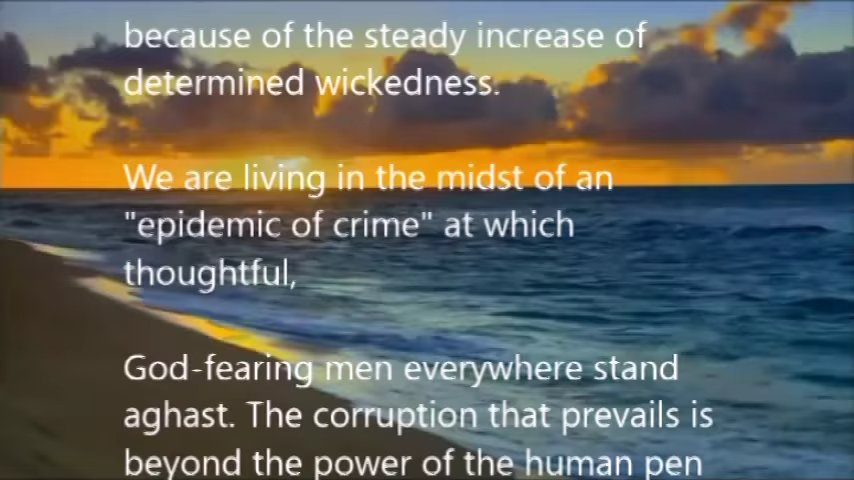 because of the steady increase of
determined wickedness.
We are living in the midst of an
"epidemic of crime" at which
thoughtful,
God-fearing men everywhere stand
aghast. The corruption that prevails is
beyond the power of the human pen